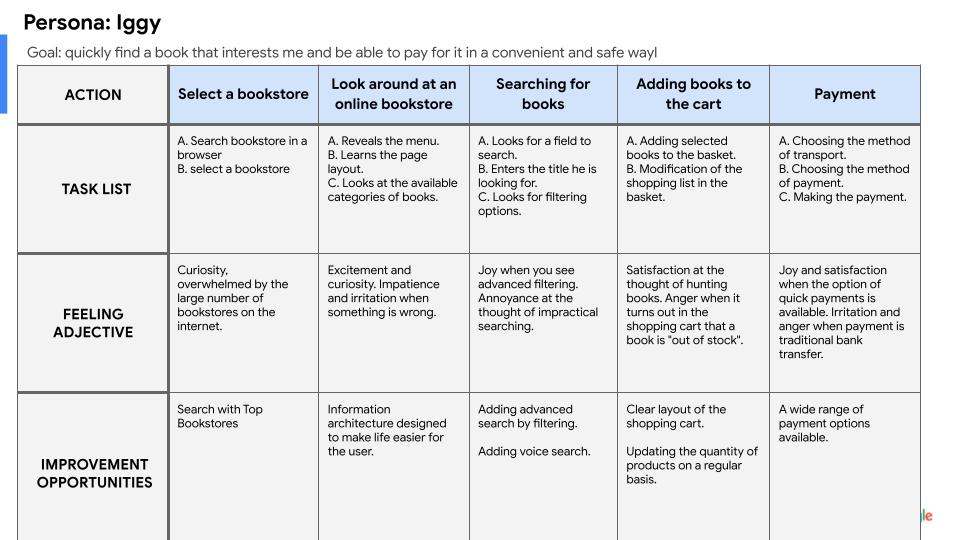 Persona: Iggy
Goal: quickly find a book that interests me and be able to pay for it in a convenient and safe wayl
ACTION
Select a bookstore
Look around at an
online bookstore
Searching for
books
Adding books to
the cart
Payment
TASK LIST
A. Search bookstore in a
browser
B. select a bookstore
A. Reveals the menu.
B. Learns the page
layout.
C. Looks at the available
categories of books.
A. Looks for a field to
search.
B. Enters the title he is
looking for.
C. Looks for filtering
options.
A. Adding selected
books to the basket.
B. Modification of the
shopping list in the
basket.
A. Choosing the method
of transport.
B. Choosing the method
of payment.
C. Making the payment.
FEELING
ADJECTIVE
Curiosity,
overwhelmed by the
large number of
bookstores on the
internet.
Excitement and
curiosity. Impatience
and irritation when
something is wrong.
Joy when you see
advanced filtering.
Annoyance at the
thought of impractical
searching.
Satisfaction at the
thought of hunting
books. Anger when it
turns out in the
shopping cart that a
book is "out of stock".
Joy and satisfaction
when the option of
quick payments is
available. Irritation and
anger when payment is
traditional bank
transfer.
IMPROVEMENT
OPPORTUNITIES
Search with Top
Bookstores
Information
architecture designed
to make life easier for
the user.
Adding advanced
search by filtering.
Adding voice search.
Clear layout of the
shopping cart.
Updating the quantity of
products on a regular
basis.
A wide range of
payment options
available.
le